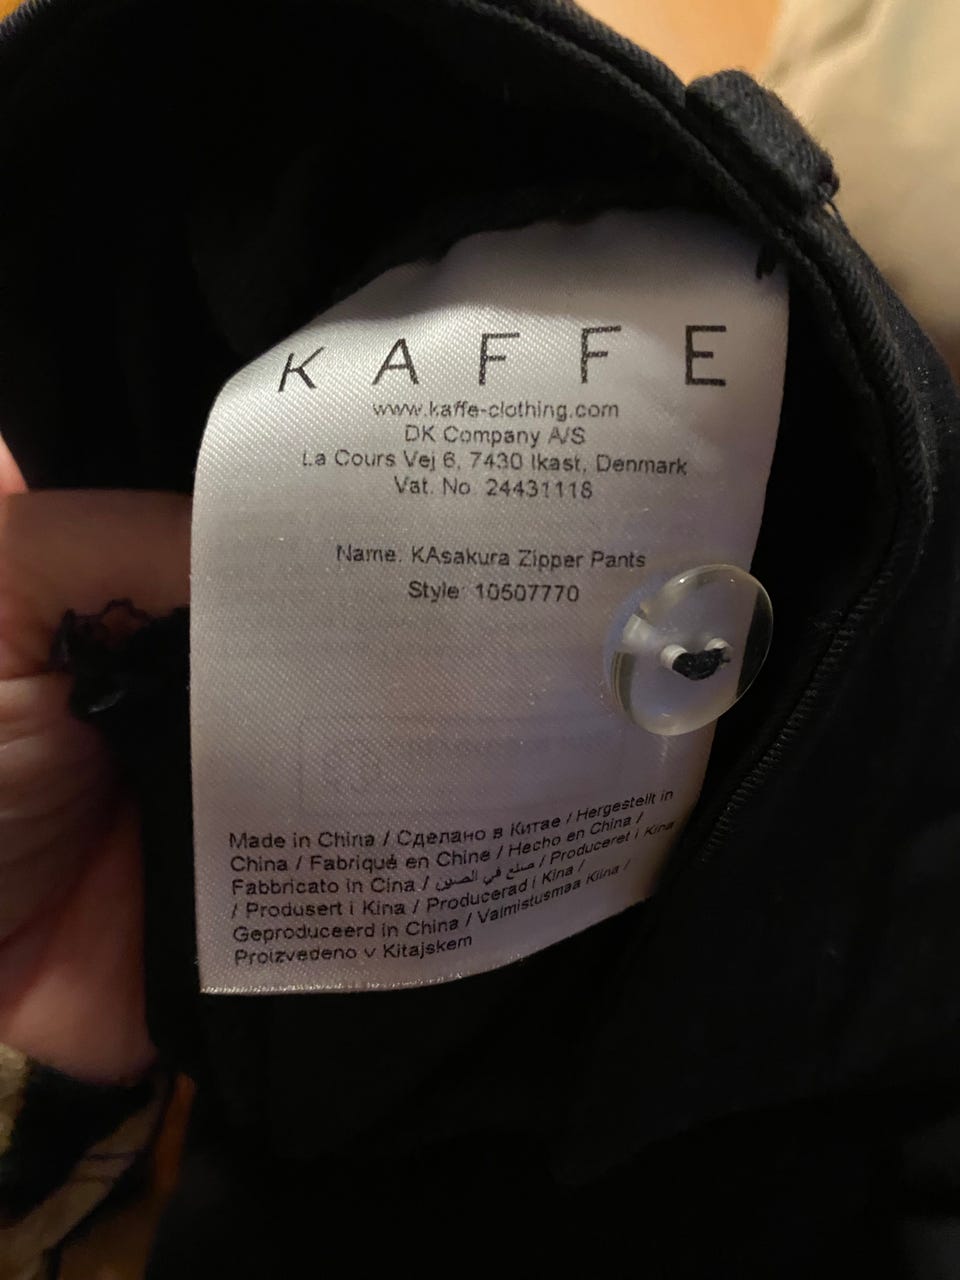 KAFFE
www.kaffe-clothing.com
DK Company A/S
La Cours Vej 6, 7430 Ikast, Denmark
Vat. No. 24431118
Name: KAsakura Zipper Pants
Style: 10507770
Made in China / Сделано в Китае / Hergestellt in
China / Fabriqué en Chine / Hecho en China /
Fabbricato in Cina / صنع في الصين / Produceret i Kina
/ Produsert i Kina / Producerad i Kina /
Geproduceerd in China / Valmistusmaa Kiina /
Proizvedeno v Kitajskem